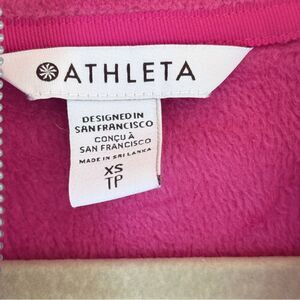 ATHLETA
DESIGNED IN
SAN FRANCISCO
CONÇU À
SAN FRANCISCO
MADE IN SRI LANKA
XS
TP